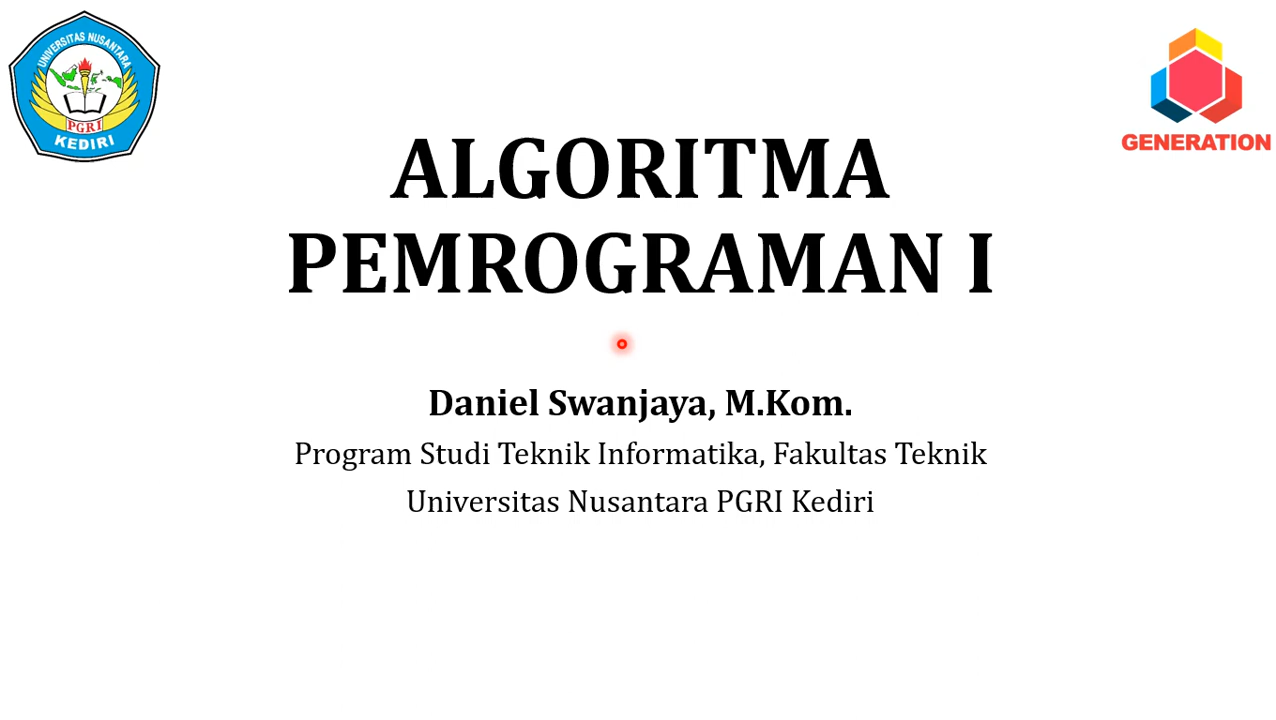 UNIVERSITAS NUSANTARA
PGRI
KEDIRI
GENERATION
ALGORITMA
PEMROGRAMAN I
Daniel Swanjaya, M.Kom.
Program Studi Teknik Informatika, Fakultas Teknik
Universitas Nusantara PGRI Kediri